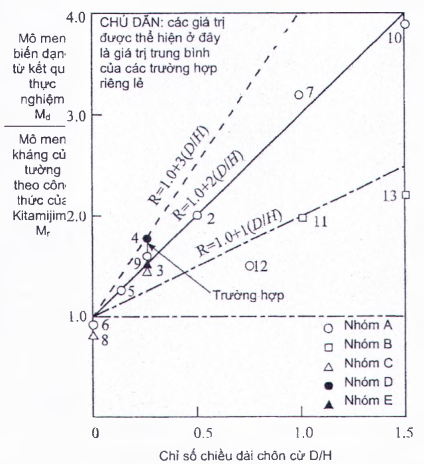 Mô men
biến dạn
từ kết qu
thực
nghiệm
Md
Mô men
kháng củ
tường
theo côn
thức của
Kitamijim
Mr
4.0
3.0
2.0
1.0
CHÚ DẪN: các giá trị
được thể hiện ở đây
là giá trị trung bình
của các trường hợp
riêng lẻ
R=1.0+3(D/H)
R=1.0+2(D/H)
R=1.0+1(D/H)
10
7
13
2
11
4
9
3
12
5
Trường hợp
6
8
Nhóm A
Nhóm B
Nhóm C
Nhóm D
Nhóm E
0
0.5
1.0
1.5
Chỉ số chiều dài chôn cừ D/H